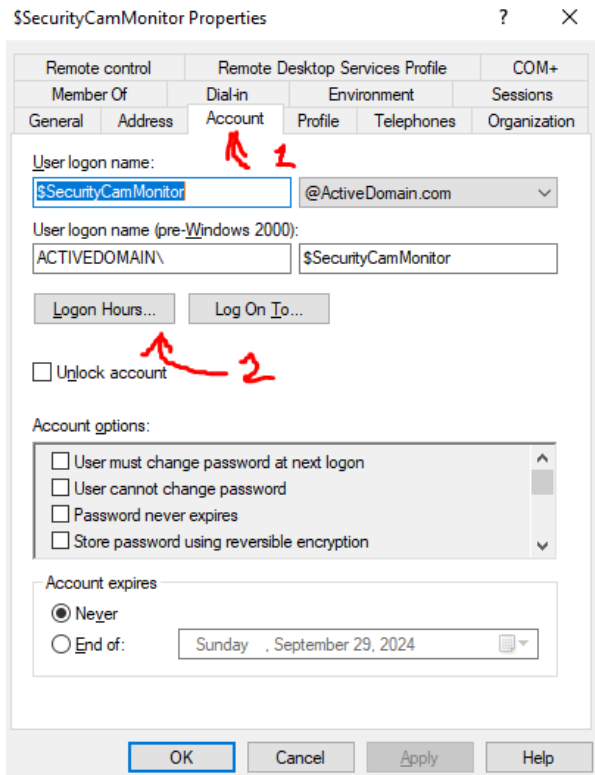 $SecurityCamMonitor Properties ? ✕
Remote control Remote Desktop Services Profile COM+
Member Of Dial-in Environment Sessions
General Address Account Profile Telephones Organization
1
User logon name:
$SecurityCamMonitor @ActiveDomain.com
User logon name (pre-Windows 2000):
ACTIVEDOMAIN\ $SecurityCamMonitor
Logon Hours... Log On To...
2
Unlock account
Account options:
User must change password at next logon
User cannot change password
Password never expires
Store password using reversible encryption
Account expires
Never
End of: Sunday , September 29, 2024
OK Cancel Apply Help